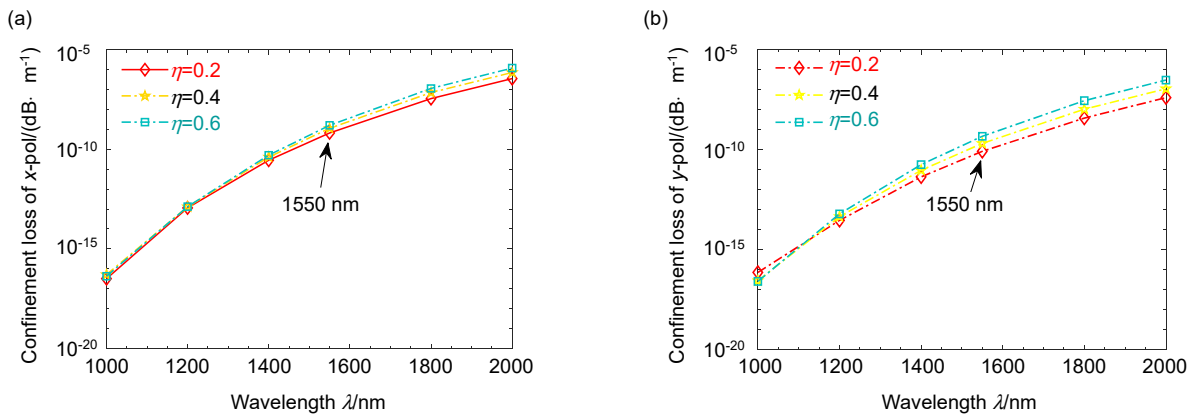 (a)
Confinement loss of x-pol/(dB· m⁻¹)
10⁻⁵
10⁻¹⁰
10⁻¹⁵
10⁻²⁰
η=0.2
η=0.4
η=0.6
1550 nm
1000 1200 1400 1600 1800 2000
Wavelength λ/nm
(b)
Confinement loss of y-pol/(dB· m⁻¹)
10⁻⁵
10⁻¹⁰
10⁻¹⁵
10⁻²⁰
η=0.2
η=0.4
η=0.6
1550 nm
1000 1200 1400 1600 1800 2000
Wavelength λ/nm